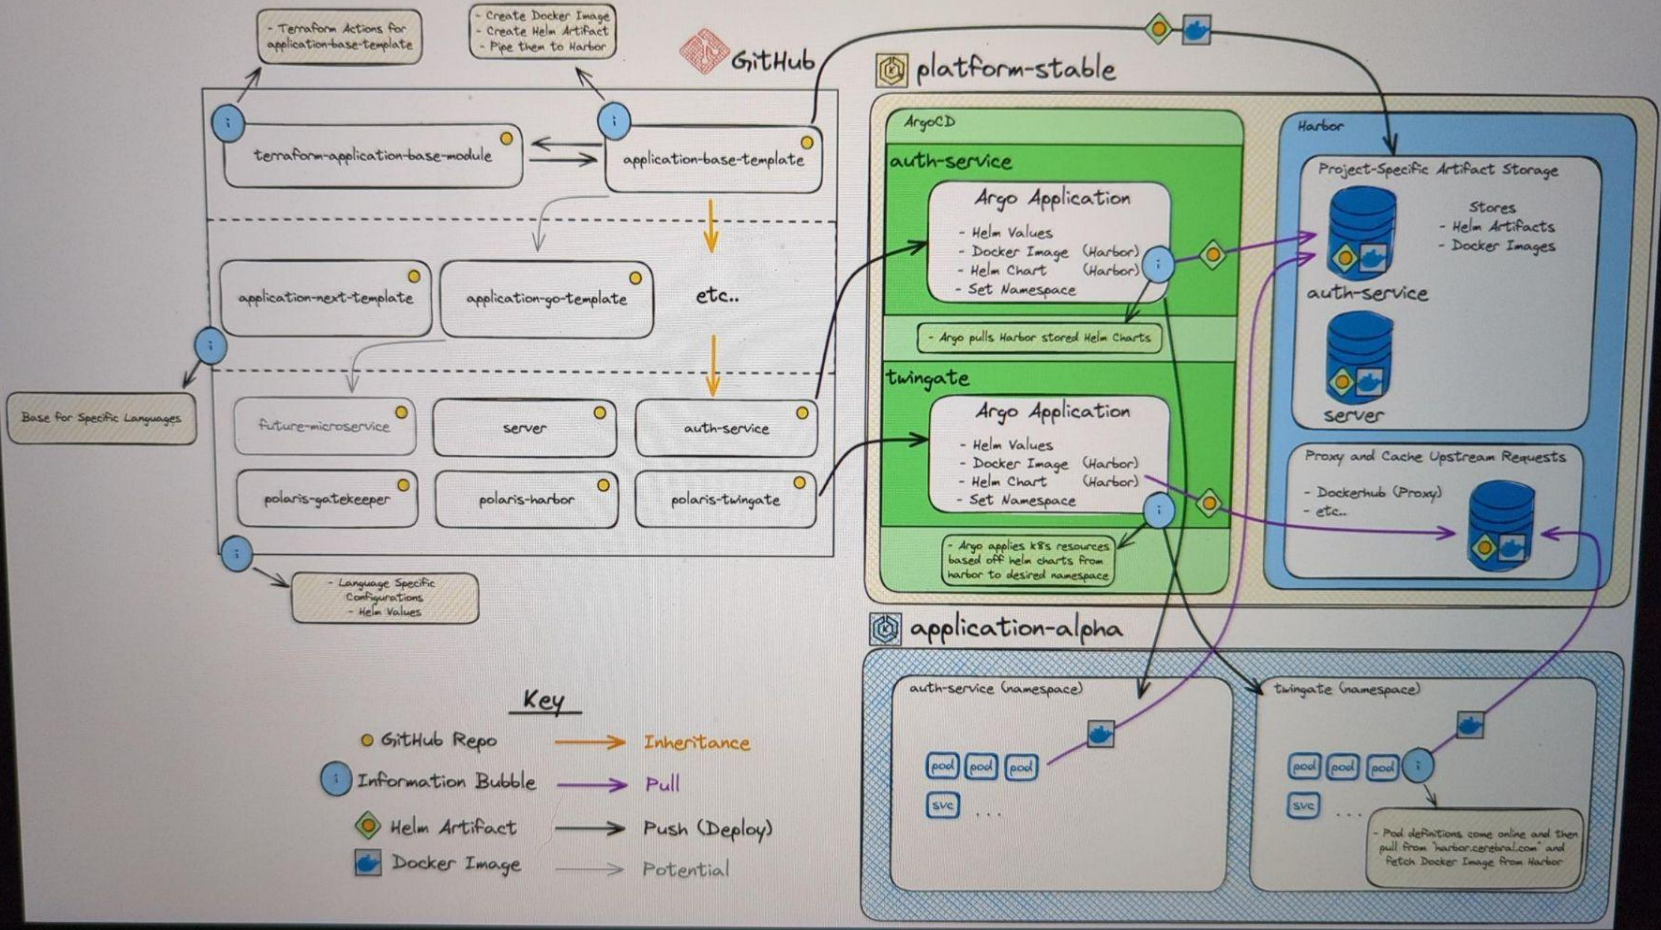 - Terraform Actions for
application-base-template
- Create Docker Image
- Create Helm Artifact
- Pipe them to Harbor
GitHub
terraform-application-base-module
application-base-template
application-next-template
application-go-template
etc..
Base for Specific Languages
future-microservice
server
auth-service
polaris-gatekeeper
polaris-harbor
polaris-twingate
- Language Specific
Configurations
- Helm Values
Key
GitHub Repo
Inheritance
Information Bubble
Pull
Helm Artifact
Push (Deploy)
Docker Image
Potential
platform-stable
ArgoCD
auth-service
Argo Application
- Helm Values
- Docker Image (Harbor)
- Helm Chart (Harbor)
- Set Namespace
- Argo pulls Harbor stored Helm Charts
twingate
Argo Application
- Helm Values
- Docker Image (Harbor)
- Helm Chart (Harbor)
- Set Namespace
- Argo applies k8s resources
based off helm charts from
harbor to desired namespace
Harbor
Project-Specific Artifact Storage
Stores
- Helm Artifacts
- Docker Images
auth-service
server
Proxy and Cache Upstream Requests
- Dockerhub (Proxy)
- etc..
application-alpha
auth-service (namespace)
pod pod pod
svc ...
twingate (namespace)
pod pod pod
svc ...
- Pod definitions come online and then
pull from "harbor.cerebral.com" and
fetch Docker Image from Harbor